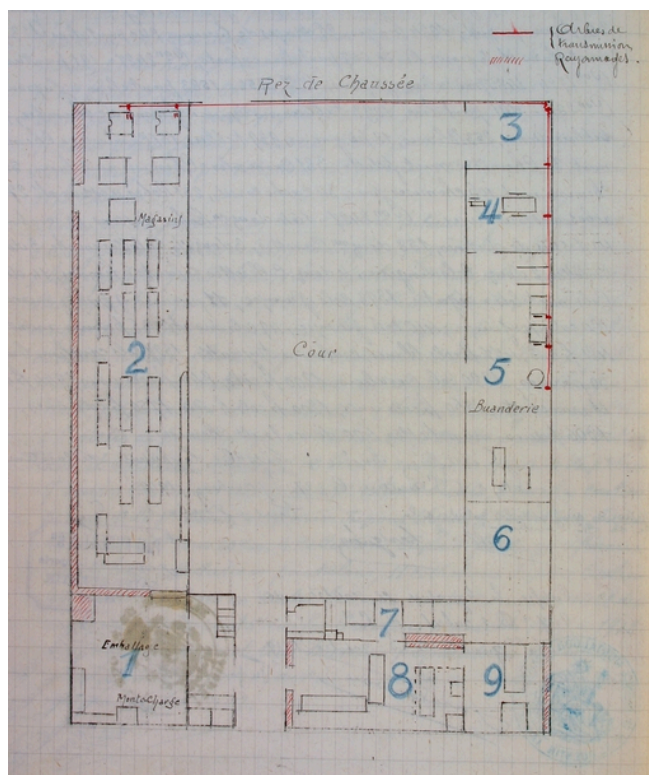 Arbres de
transmission
Rayonnages.
Rez de Chaussée
3
4
Magasins
2
Cour
5
Buanderie
6
7
Emballage
1
8
9
Monte-Charge